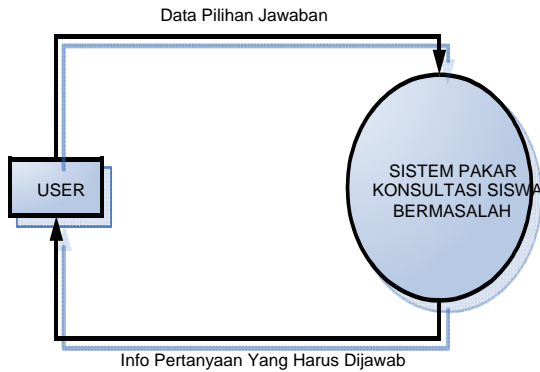 Data Pilihan Jawaban
USER
SISTEM PAKAR
KONSULTASI SISWA
BERMASALAH
Info Pertanyaan Yang Harus Dijawab